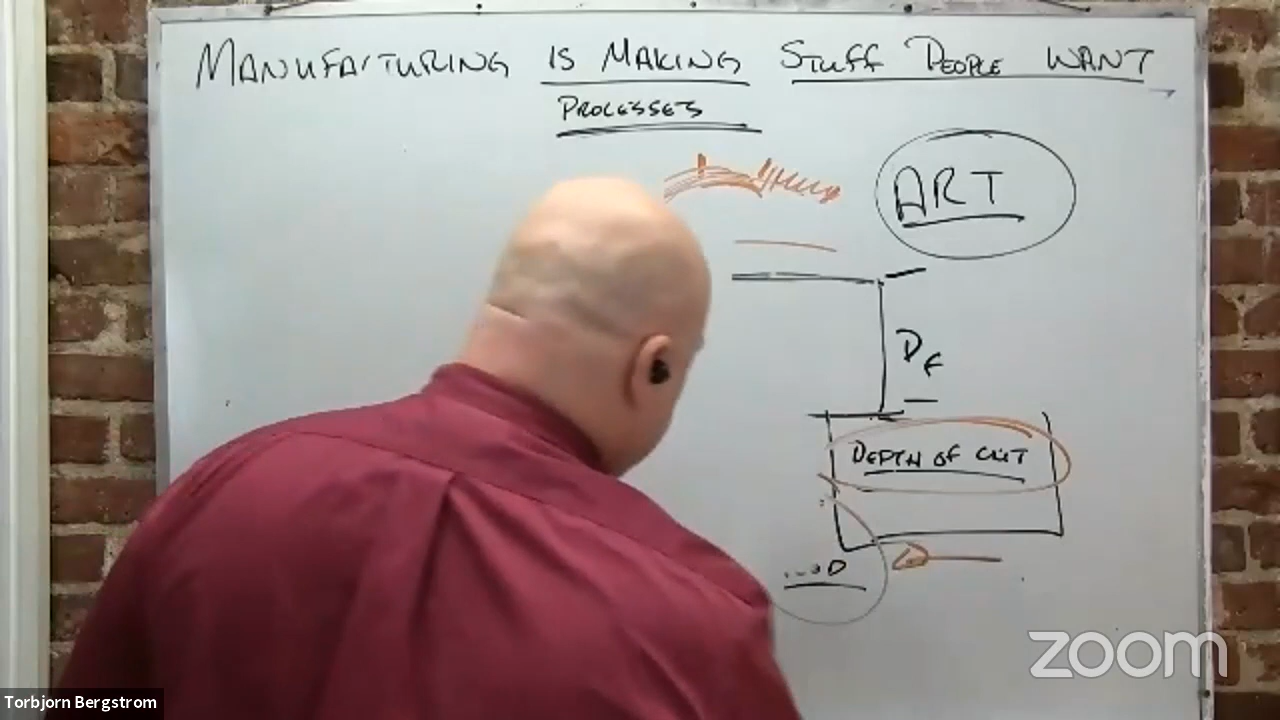 MANUFACTURING IS MAKING STUFF PEOPLE WANT
PROCESSES
ART
DF
DEPTH OF CUT
zoom
Torbjorn Bergstrom